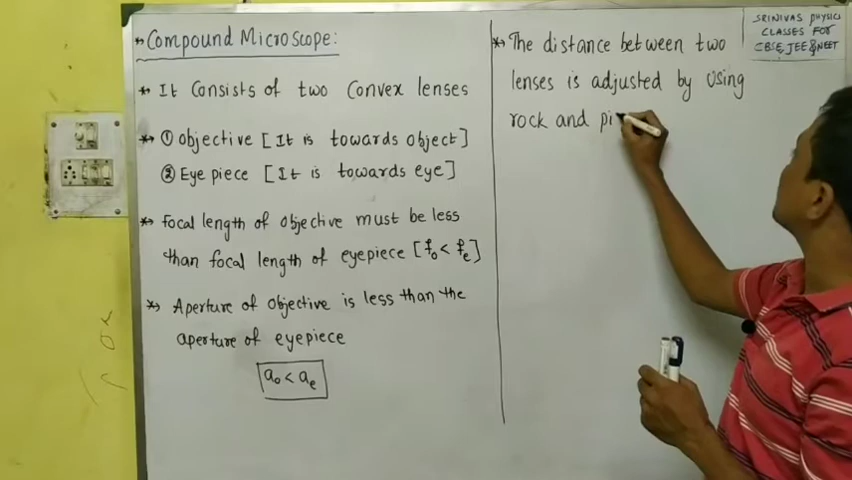 Compound Microscope:
* It consists of two convex lenses
* ① Objective [It is towards object]
② Eye piece [It is towards eye]
* Focal length of objective must be less
than focal length of eyepiece [fo < fe]
* Aperture of objective is less than the
aperture of eyepiece
ao < ae
* The distance between two
lenses is adjusted by using
rock and pi
SRINIVAS PHYSICS
CLASSES FOR
CBSE, JEE & NEET